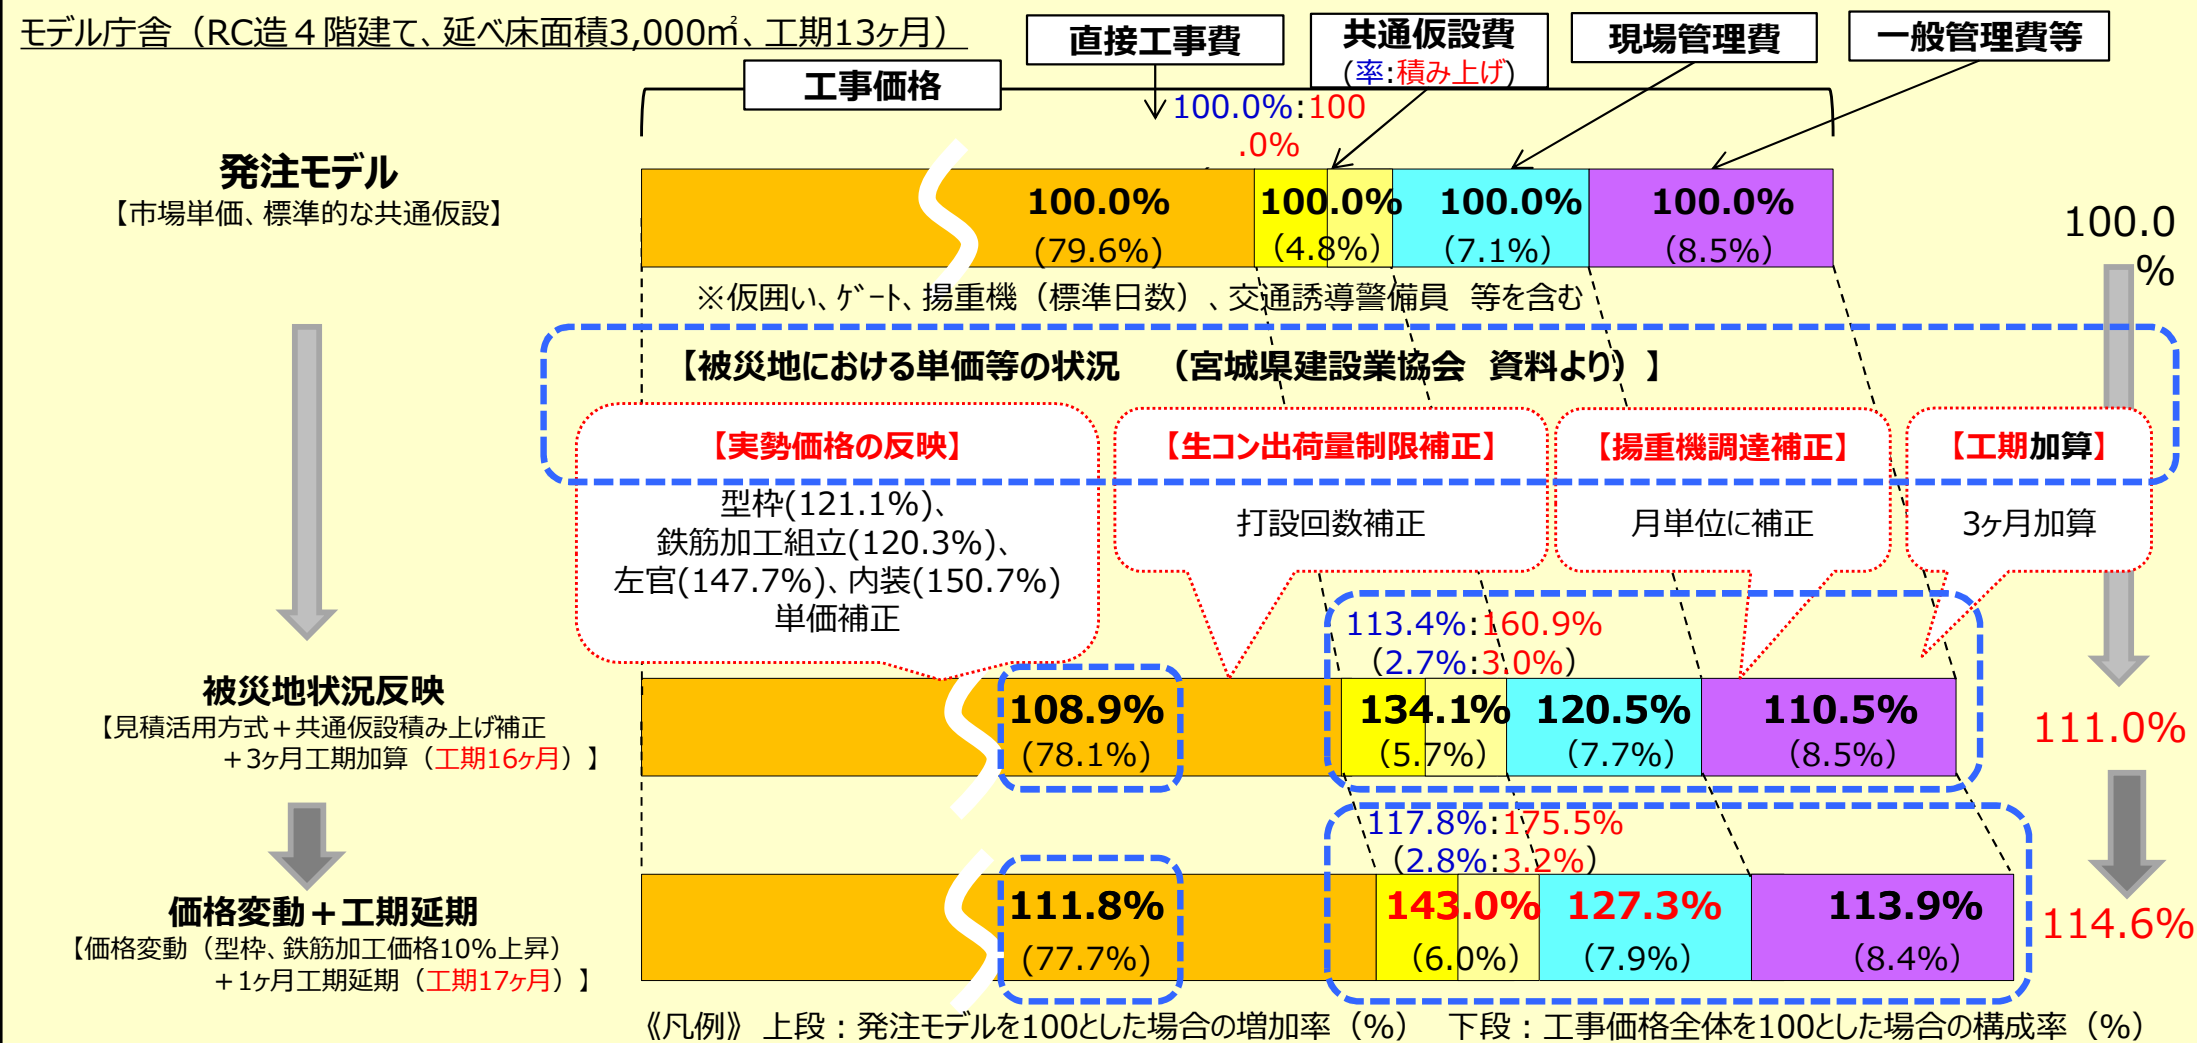 モデル庁舎（RC造４階建て、延べ床面積3,000㎡、工期13ヶ月）
直接工事費
共通仮設費
(率:積み上げ)
現場管理費
一般管理費等
工事価格
100.0%:100
.0%
発注モデル
【市場単価、標準的な共通仮設】
100.0%
(79.6%)
100.0%
(4.8%)
100.0%
(7.1%)
100.0%
(8.5%)
100.0
%
※仮囲い、ｹﾞｰﾄ、揚重機（標準日数）、交通誘導警備員 等を含む
【被災地における単価等の状況 （宮城県建設業協会 資料より）】
【実勢価格の反映】
型枠(121.1%)、
鉄筋加工組立(120.3%)、
左官(147.7%)、内装(150.7%)
単価補正
【生コン出荷量制限補正】
打設回数補正
【揚重機調達補正】
月単位に補正
【工期加算】
3ヶ月加算
113.4%:160.9%
(2.7%:3.0%)
被災地状況反映
【見積活用方式＋共通仮設積み上げ補正
＋3ヶ月工期加算（工期16ヶ月）】
108.9%
(78.1%)
134.1%
(5.7%)
120.5%
(7.7%)
110.5%
(8.5%)
111.0%
117.8%:175.5%
(2.8%:3.2%)
価格変動＋工期延期
【価格変動（型枠、鉄筋加工価格10%上昇）
＋1ヶ月工期延期（工期17ヶ月）】
111.8%
(77.7%)
143.0%
(6.0%)
127.3%
(7.9%)
113.9%
(8.4%)
114.6%
《凡例》 上段：発注モデルを100とした場合の増加率（%） 下段：工事価格全体を100とした場合の構成率（%）